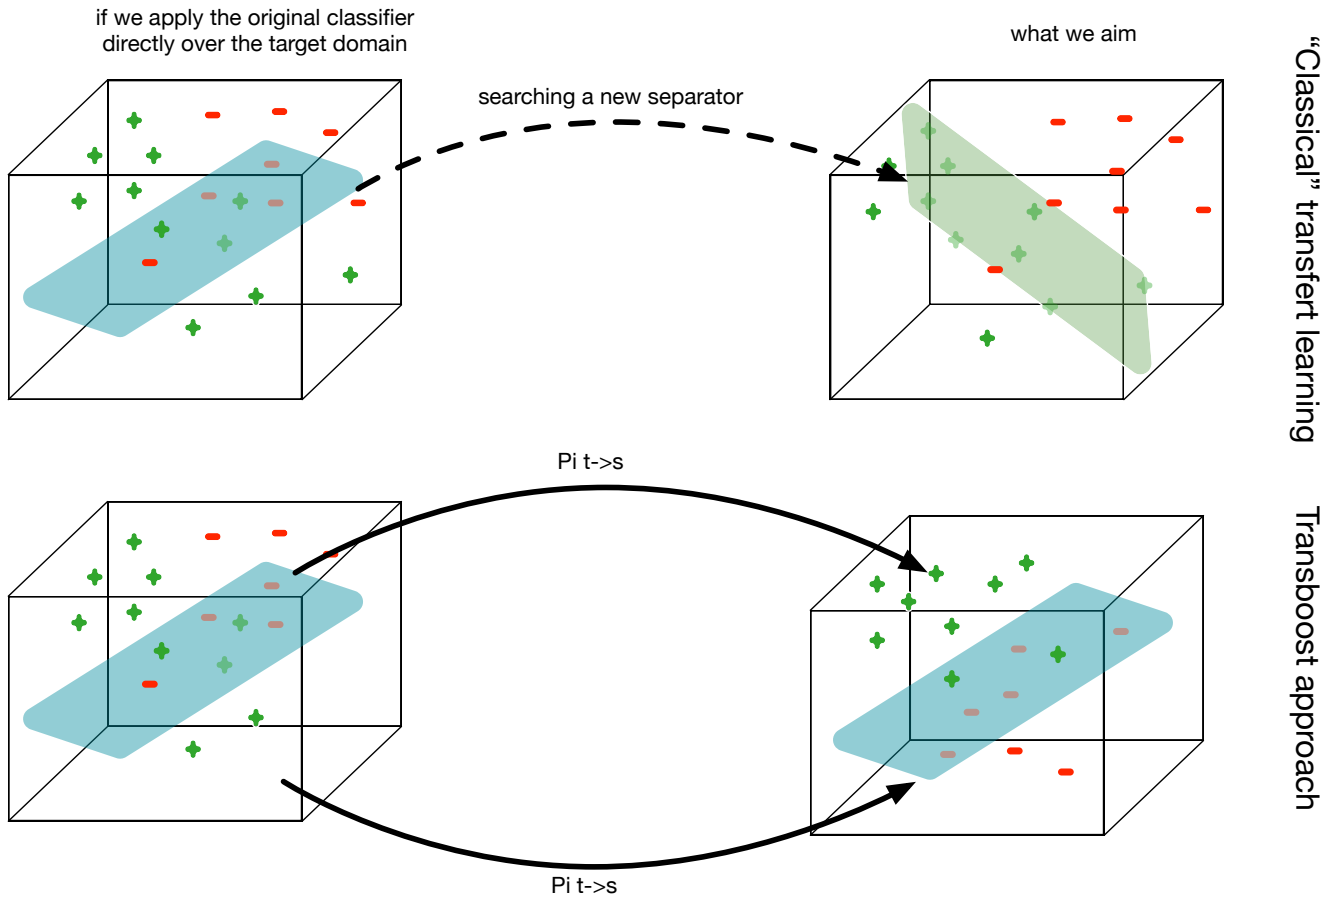 if we apply the original classifier
directly over the target domain
what we aim
searching a new separator
“Classical” transfert learning
Pi t->s
Transboost approach
Pi t->s